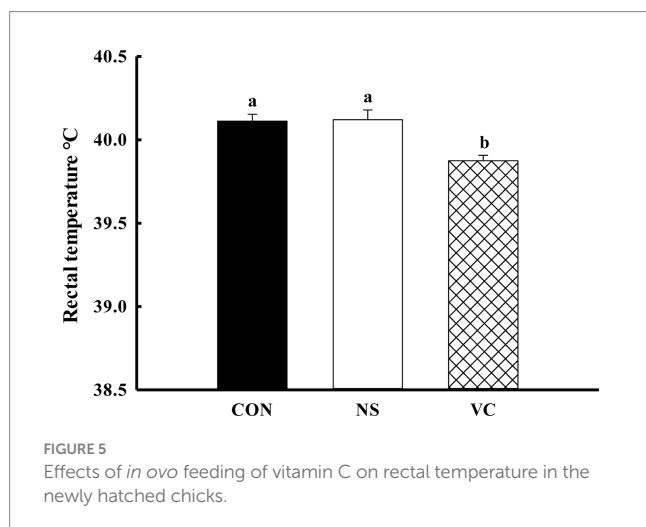 40.5
40.0
39.5
39.0
38.5
Rectal temperature °C
a
a
b
CON
NS
VC
FIGURE 5
Effects of in ovo feeding of vitamin C on rectal temperature in the
newly hatched chicks.